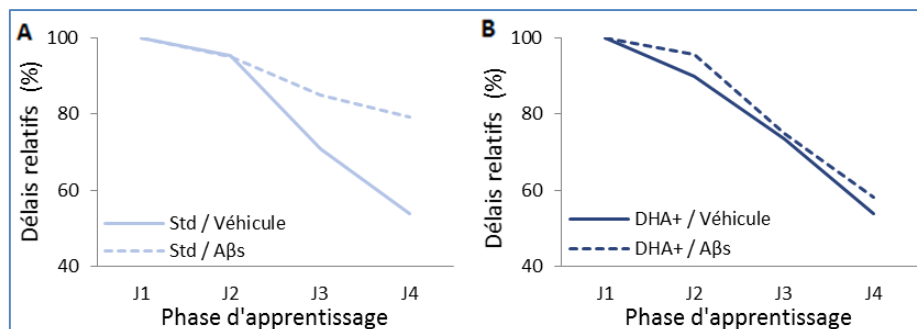 A
Délais relatifs (%)
100
80
60
40
Std / Véhicule
Std / Aβs
J1 J2 J3 J4
Phase d'apprentissage
B
Délais relatifs (%)
100
80
60
40
DHA+ / Véhicule
DHA+ / Aβs
J1 J2 J3 J4
Phase d'apprentissage